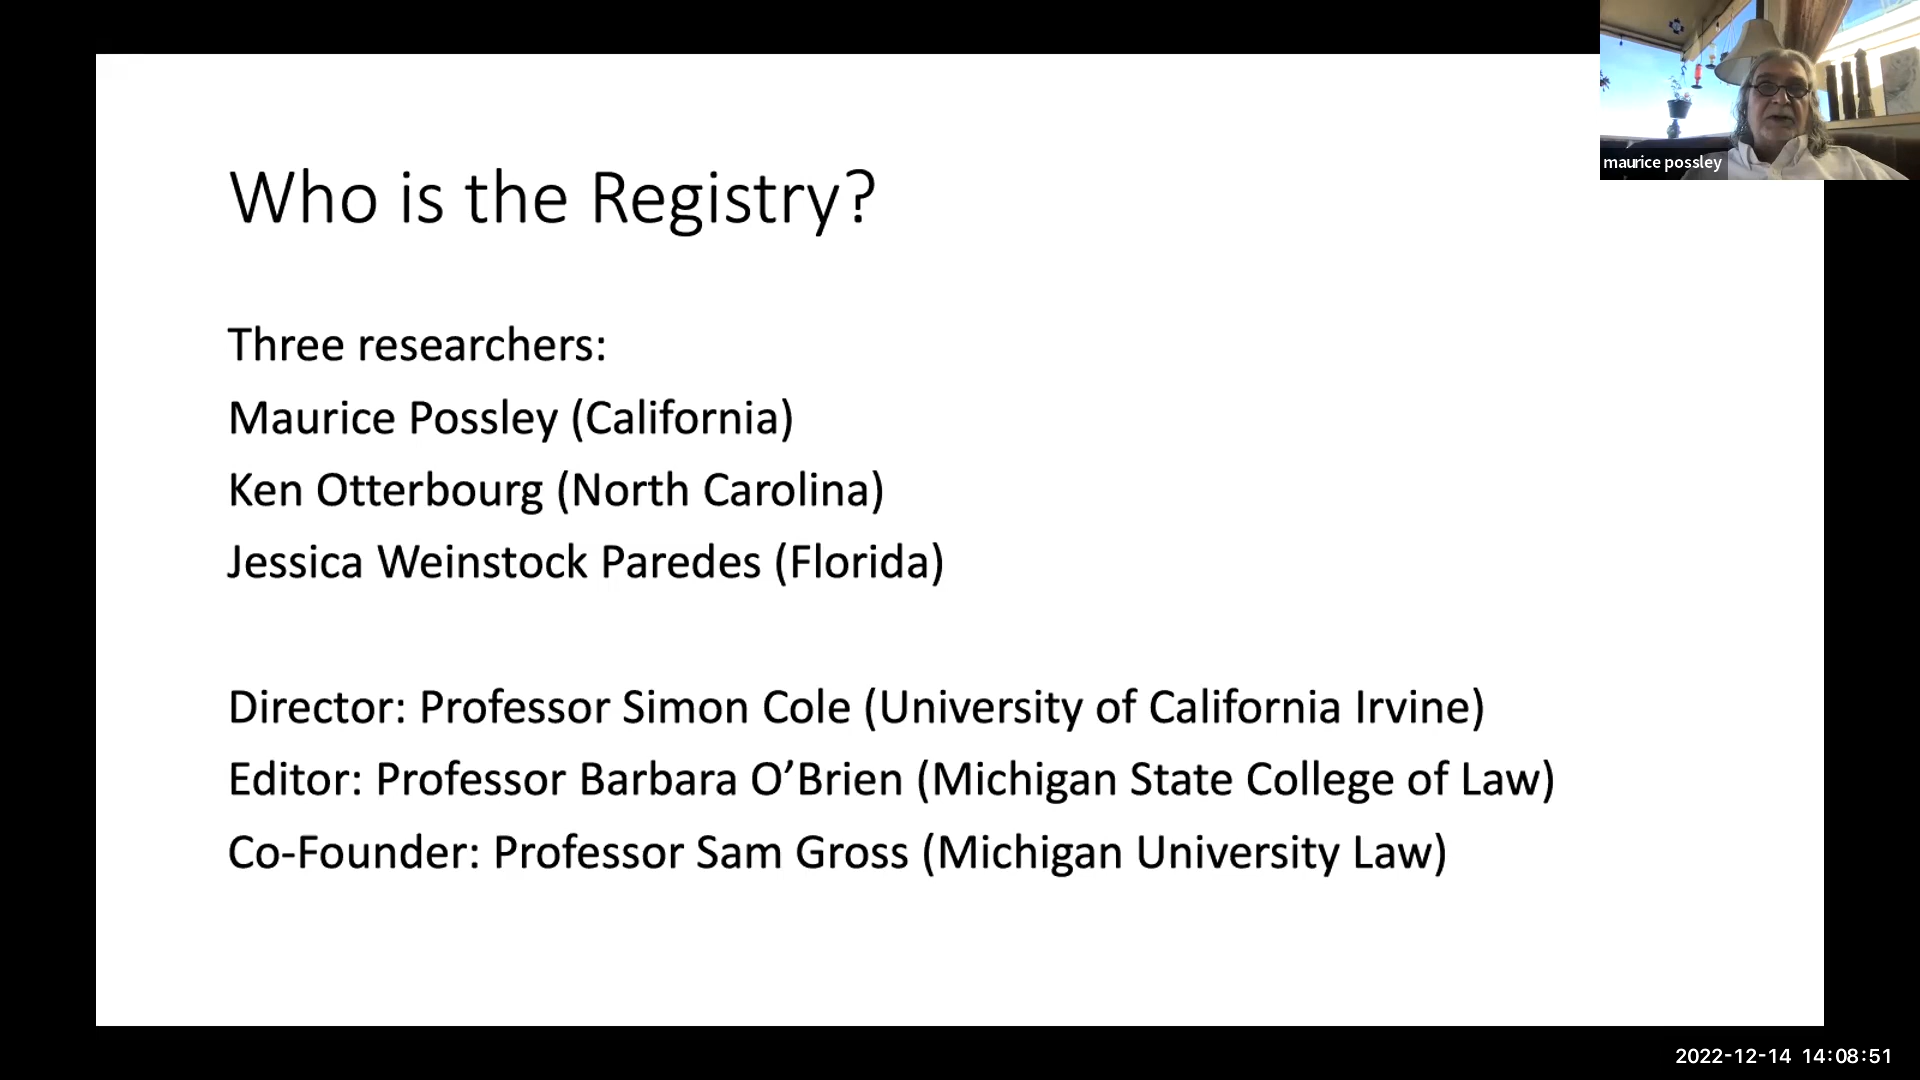 maurice possley
Who is the Registry?
Three researchers:
Maurice Possley (California)
Ken Otterbourg (North Carolina)
Jessica Weinstock Paredes (Florida)
Director: Professor Simon Cole (University of California Irvine)
Editor: Professor Barbara O’Brien (Michigan State College of Law)
Co-Founder: Professor Sam Gross (Michigan University Law)
2022-12-14 14:08:51